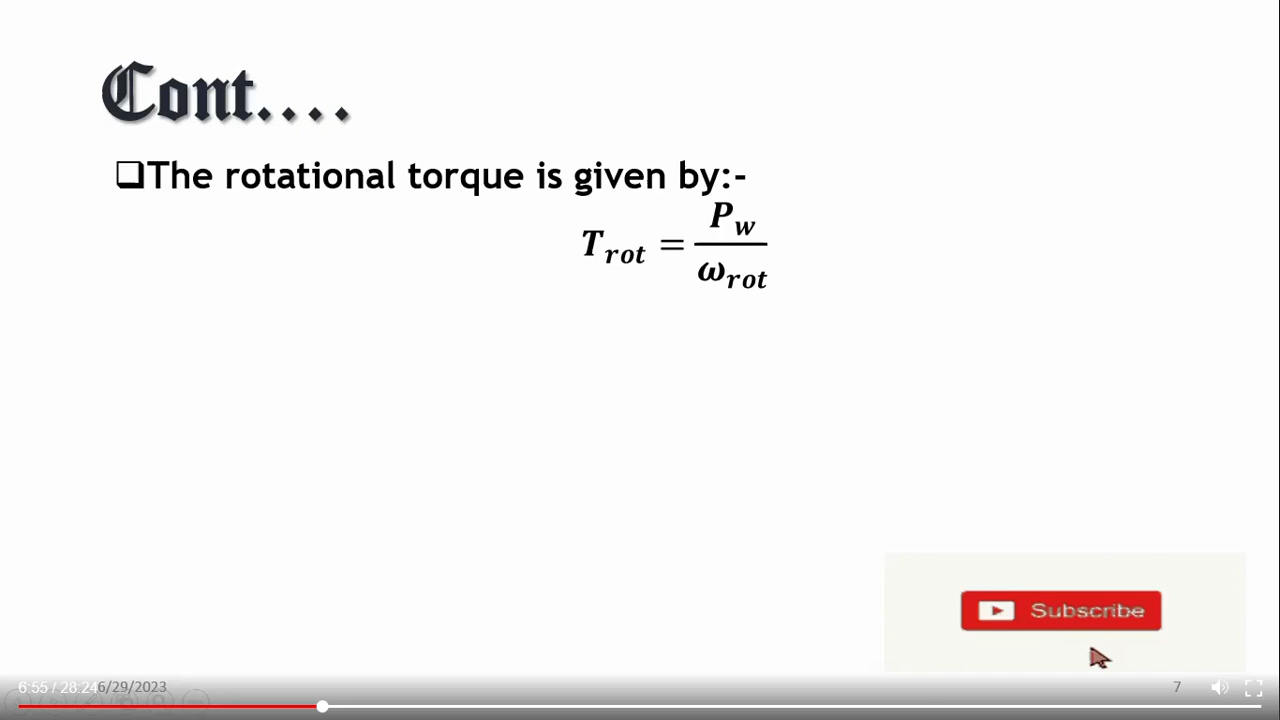 Cont....
❑The rotational torque is given by:-
T_rot = P_w / ω_rot
Subscribe
6:55 / 28:24
6/29/2023
7